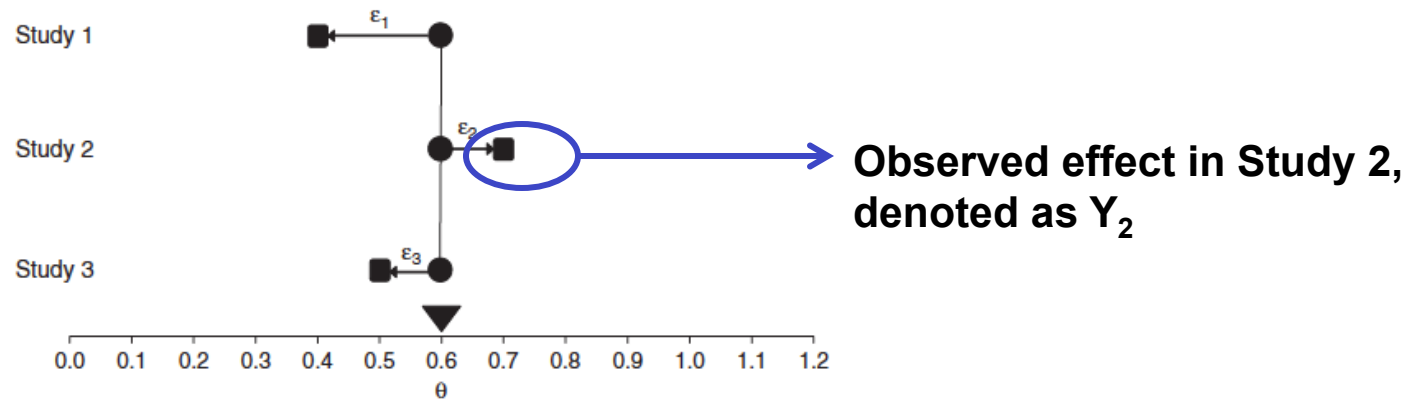 Study 1
ε1
Study 2
ε2
Observed effect in Study 2,
denoted as Y2
Study 3
ε3
0.0 0.1 0.2 0.3 0.4 0.5 0.6 0.7 0.8 0.9 1.0 1.1 1.2
θ